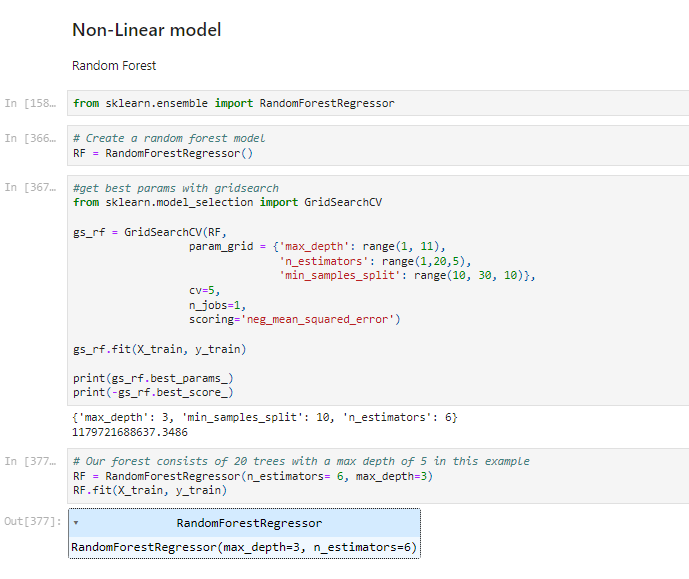 Non-Linear model
Random Forest
In [158…
from sklearn.ensemble import RandomForestRegressor
In [366…
# Create a random forest model
RF = RandomForestRegressor()
In [367…
#get best params with gridsearch
from sklearn.model_selection import GridSearchCV
gs_rf = GridSearchCV(RF,
param_grid = {'max_depth': range(1, 11),
'n_estimators': range(1,20,5),
'min_samples_split': range(10, 30, 10)},
cv=5,
n_jobs=1,
scoring='neg_mean_squared_error')
gs_rf.fit(X_train, y_train)
print(gs_rf.best_params_)
print(-gs_rf.best_score_)
{'max_depth': 3, 'min_samples_split': 10, 'n_estimators': 6}
1179721688637.3486
In [377…
# Our forest consists of 20 trees with a max depth of 5 in this example
RF = RandomForestRegressor(n_estimators= 6, max_depth=3)
RF.fit(X_train, y_train)
Out[377]:
▾ RandomForestRegressor
RandomForestRegressor(max_depth=3, n_estimators=6)